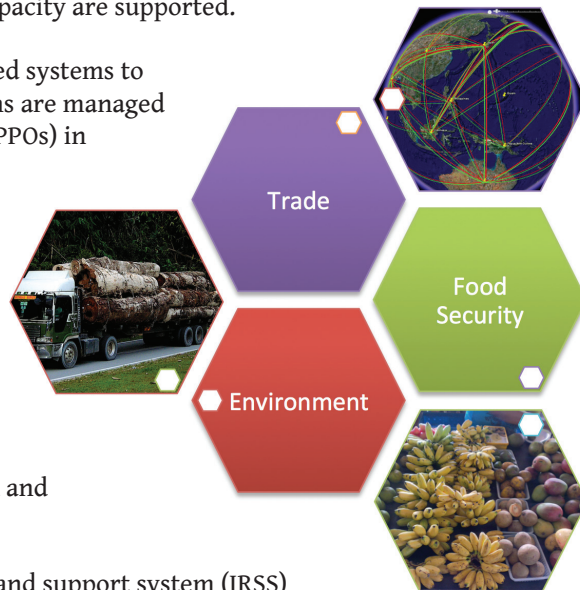 pacity are supported.
ed systems to
ns are managed
PPOs) in
Trade
Food
Security
Environment
and
and support system (IRSS)